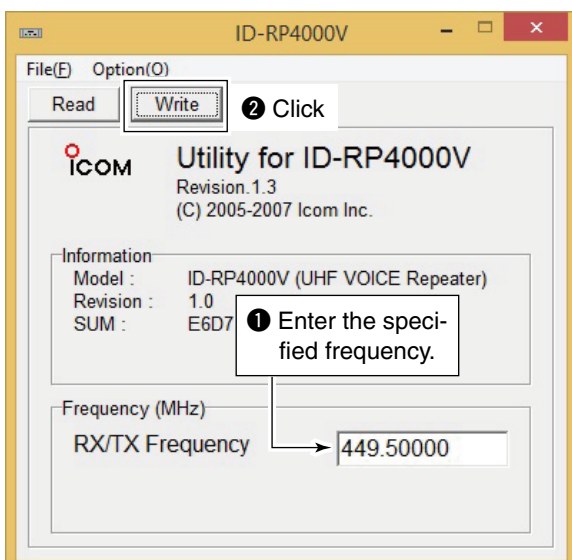 ID-RP4000V
File(F) Option(O)
Read Write ❷ Click
ICOM
Utility for ID-RP4000V
Revision.1.3
(C) 2005-2007 Icom Inc.
Information
Model : ID-RP4000V (UHF VOICE Repeater)
Revision : 1.0
SUM : E6D7
❶ Enter the speci-
fied frequency.
Frequency (MHz)
RX/TX Frequency 449.50000